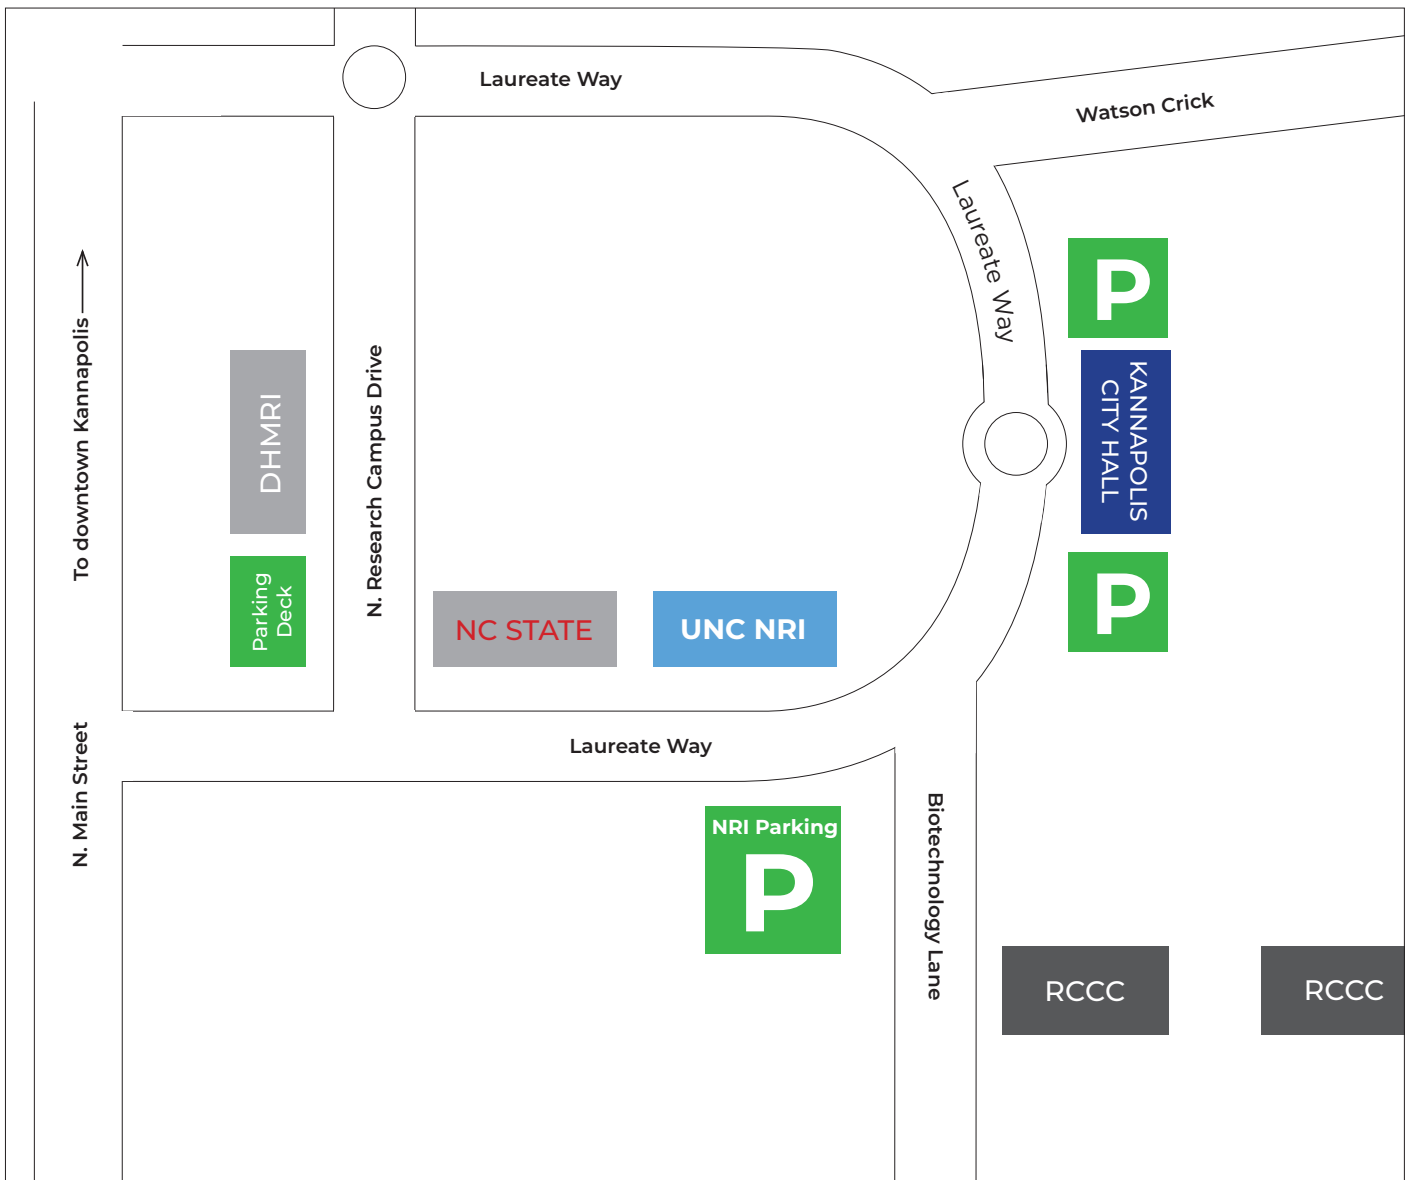 Laureate Way
Watson Crick
Laureate Way
P
To downtown Kannapolis
DHMRI
N. Research Campus Drive
KANNAPOLIS
CITY HALL
Parking
Deck
NC STATE
UNC NRI
P
N. Main Street
Laureate Way
NRI Parking
P
Biotechnology Lane
RCCC
RCCC